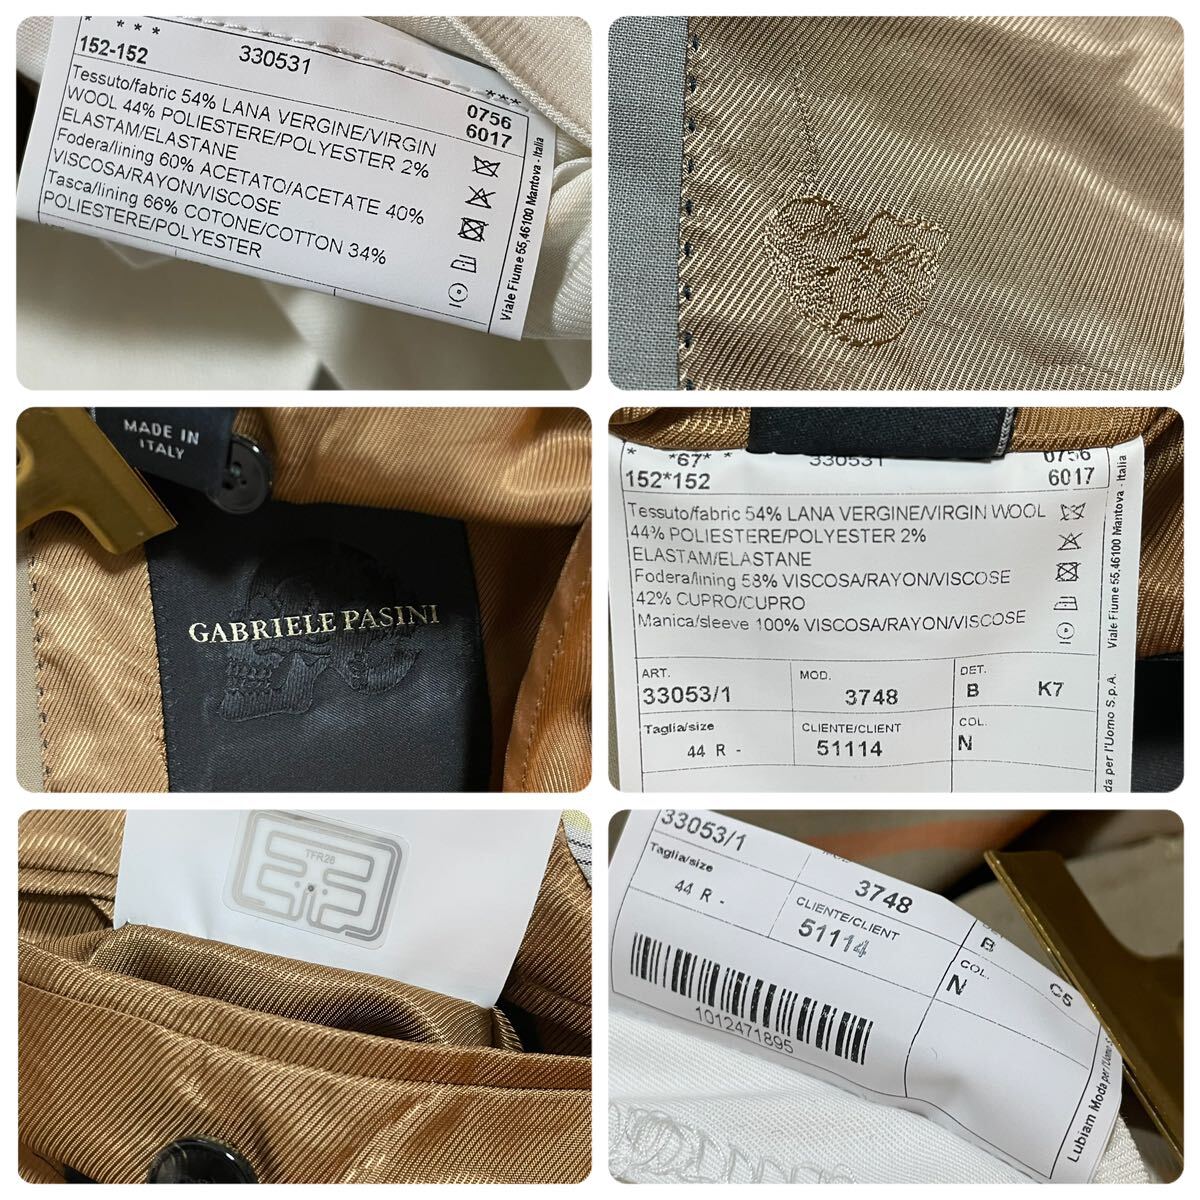 * * * *
152-152 330531
***
0756
6017
Tessuto/fabric 54% LANA VERGINE/VIRGIN
WOOL 44% POLIESTERE/POLYESTER 2%
ELASTAM/ELASTANE
Fodera/lining 60% ACETATO/ACETATE 40%
VISCOSA/RAYON/VISCOSE
Tasca/lining 66% COTONE/COTTON 34%
POLIESTERE/POLYESTER
Viale Fiume 55,46100 Mantova - Italia
MADE IN
ITALY
GABRIELE PASINI
* *67* * 330531 0756
152*152 6017
Tessuto/fabric 54% LANA VERGINE/VIRGIN WOOL
44% POLIESTERE/POLYESTER 2%
ELASTAM/ELASTANE
Fodera/lining 58% VISCOSA/RAYON/VISCOSE
42% CUPRO/CUPRO
Manica/sleeve 100% VISCOSA/RAYON/VISCOSE
ART. MOD. DET.
33053/1 3748 B K7
Taglia/size CLIENTE/CLIENT COL.
44 R - 51114 N
da per l'Uomo S.p.A. Viale Fiume 55,46100 Mantova - Italia
TFR26
33053/1
Taglia/size
44 R -
MOD.
3748
CLIENTE/CLIENT
51114
B
C5
COL.
N
1012471895
Lubiam Moda per l'Uomo